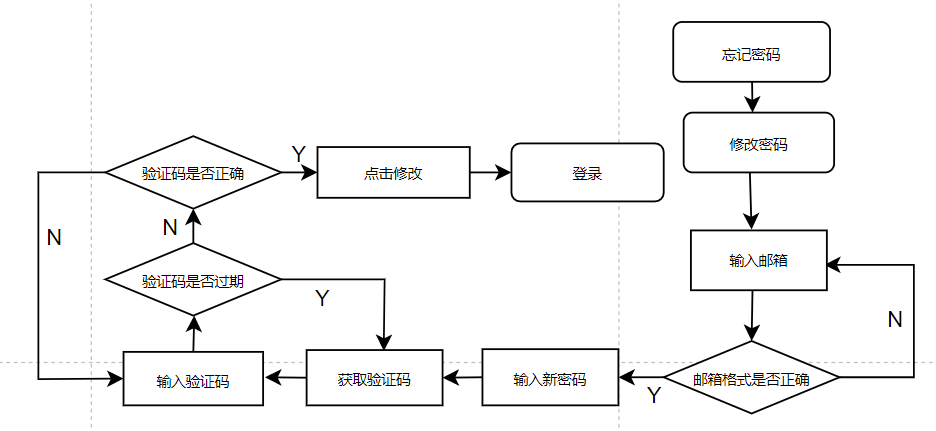 忘记密码
修改密码
验证码是否正确
Y
点击修改
登录
N
N
输入邮箱
验证码是否过期
Y
N
输入验证码
获取验证码
输入新密码
Y
邮箱格式是否正确